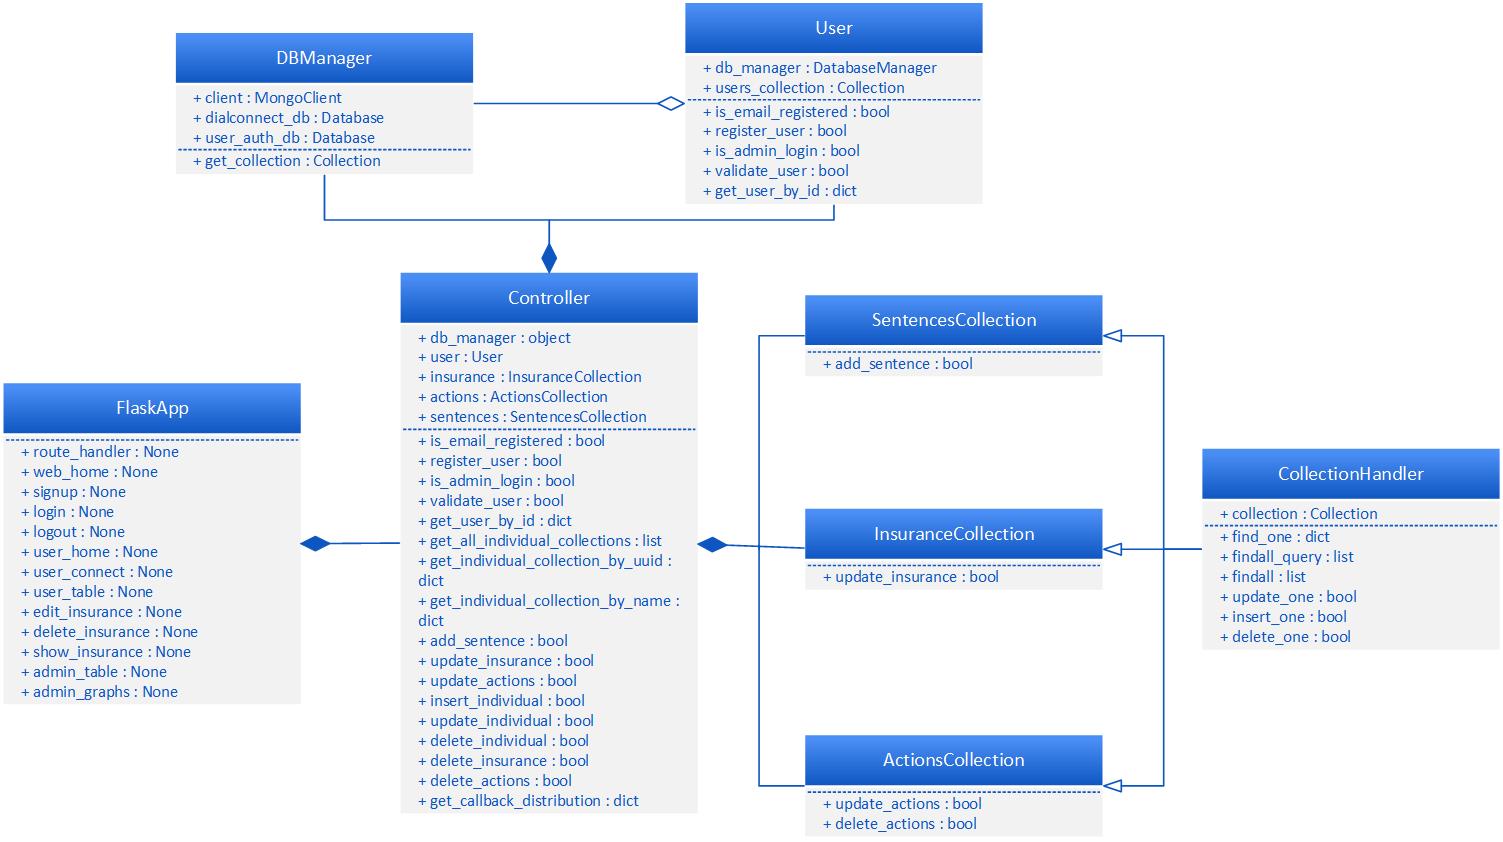 DBManager
+ client : MongoClient
+ dialconnect_db : Database
+ user_auth_db : Database
+ get_collection : Collection
User
+ db_manager : DatabaseManager
+ users_collection : Collection
+ is_email_registered : bool
+ register_user : bool
+ is_admin_login : bool
+ validate_user : bool
+ get_user_by_id : dict
FlaskApp
+ route_handler : None
+ web_home : None
+ signup : None
+ login : None
+ logout : None
+ user_home : None
+ user_connect : None
+ user_table : None
+ edit_insurance : None
+ delete_insurance : None
+ show_insurance : None
+ admin_table : None
+ admin_graphs : None
Controller
+ db_manager : object
+ user : User
+ insurance : InsuranceCollection
+ actions : ActionsCollection
+ sentences : SentencesCollection
+ is_email_registered : bool
+ register_user : bool
+ is_admin_login : bool
+ validate_user : bool
+ get_user_by_id : dict
+ get_all_individual_collections : list
+ get_individual_collection_by_uuid :
dict
+ get_individual_collection_by_name :
dict
+ add_sentence : bool
+ update_insurance : bool
+ update_actions : bool
+ insert_individual : bool
+ update_individual : bool
+ delete_individual : bool
+ delete_insurance : bool
+ delete_actions : bool
+ get_callback_distribution : dict
SentencesCollection
+ add_sentence : bool
InsuranceCollection
+ update_insurance : bool
ActionsCollection
+ update_actions : bool
+ delete_actions : bool
CollectionHandler
+ collection : Collection
+ find_one : dict
+ findall_query : list
+ findall : list
+ update_one : bool
+ insert_one : bool
+ delete_one : bool